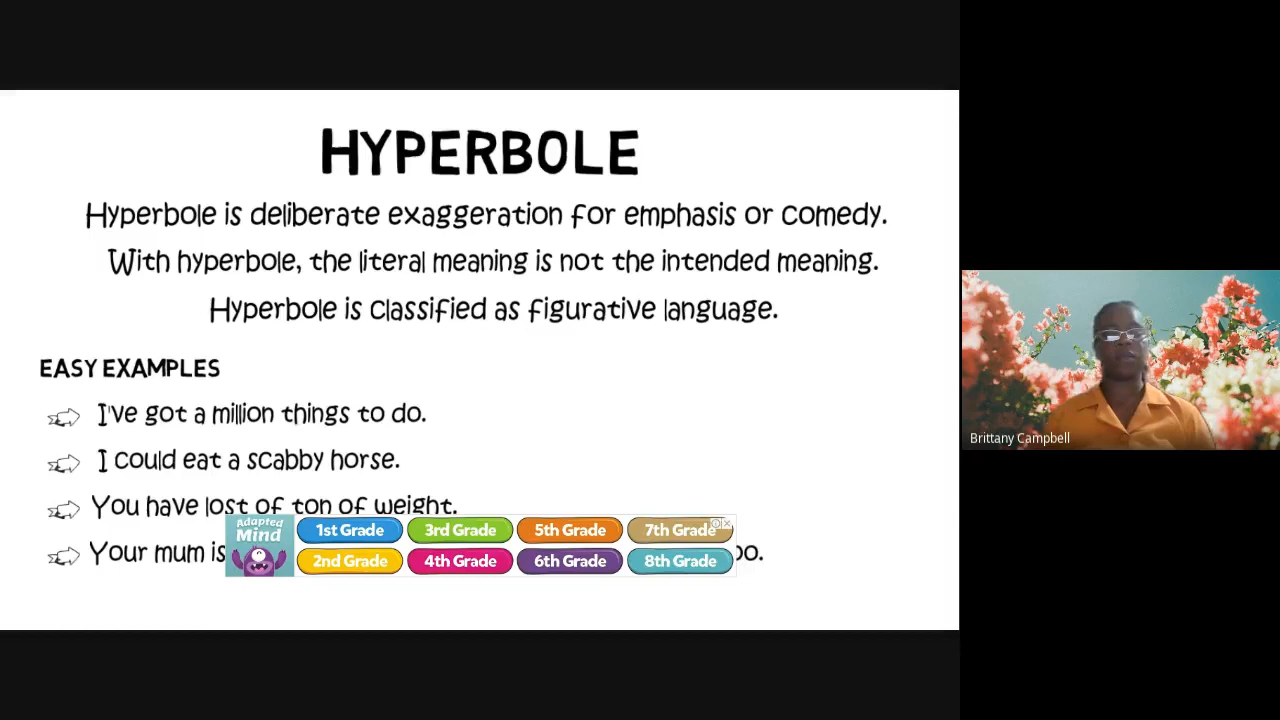 HYPERBOLE
Hyperbole is deliberate exaggeration for emphasis or comedy.
With hyperbole, the literal meaning is not the intended meaning.
Hyperbole is classified as figurative language.
EASY EXAMPLES
I've got a million things to do.
I could eat a scabby horse.
You have lost of ton of weight.
Your mum is
Adapted Mind
1st Grade 3rd Grade 5th Grade 7th Grade
2nd Grade 4th Grade 6th Grade 8th Grade
Brittany Campbell